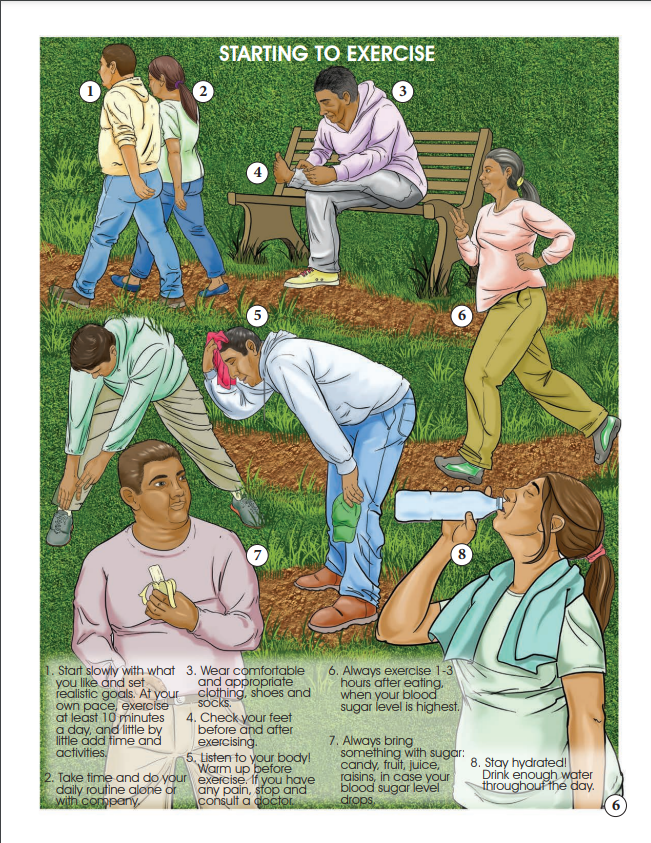 STARTING TO EXERCISE
1
2
3
4
5
6
7
8
1. Start slowly with what
you like and set
realistic goals. At your
own pace, exercise
at least 10 minutes
a day, and little by
little add time and
activities.
2. Take time and do your
daily routine alone or
with company.
3. Wear comfortable
and appropriate
clothing, shoes and
socks.
4. Check your feet
before and after
exercising.
5. Listen to your body!
Warm up before
exercise. If you have
any pain, stop and
consult a doctor.
6. Always exercise 1-3
hours after eating,
when your blood
sugar level is highest.
7. Always bring
something with sugar:
candy, fruit, juice,
raisins, in case your
blood sugar level
drops.
8. Stay hydrated!
Drink enough water
throughout the day.
6